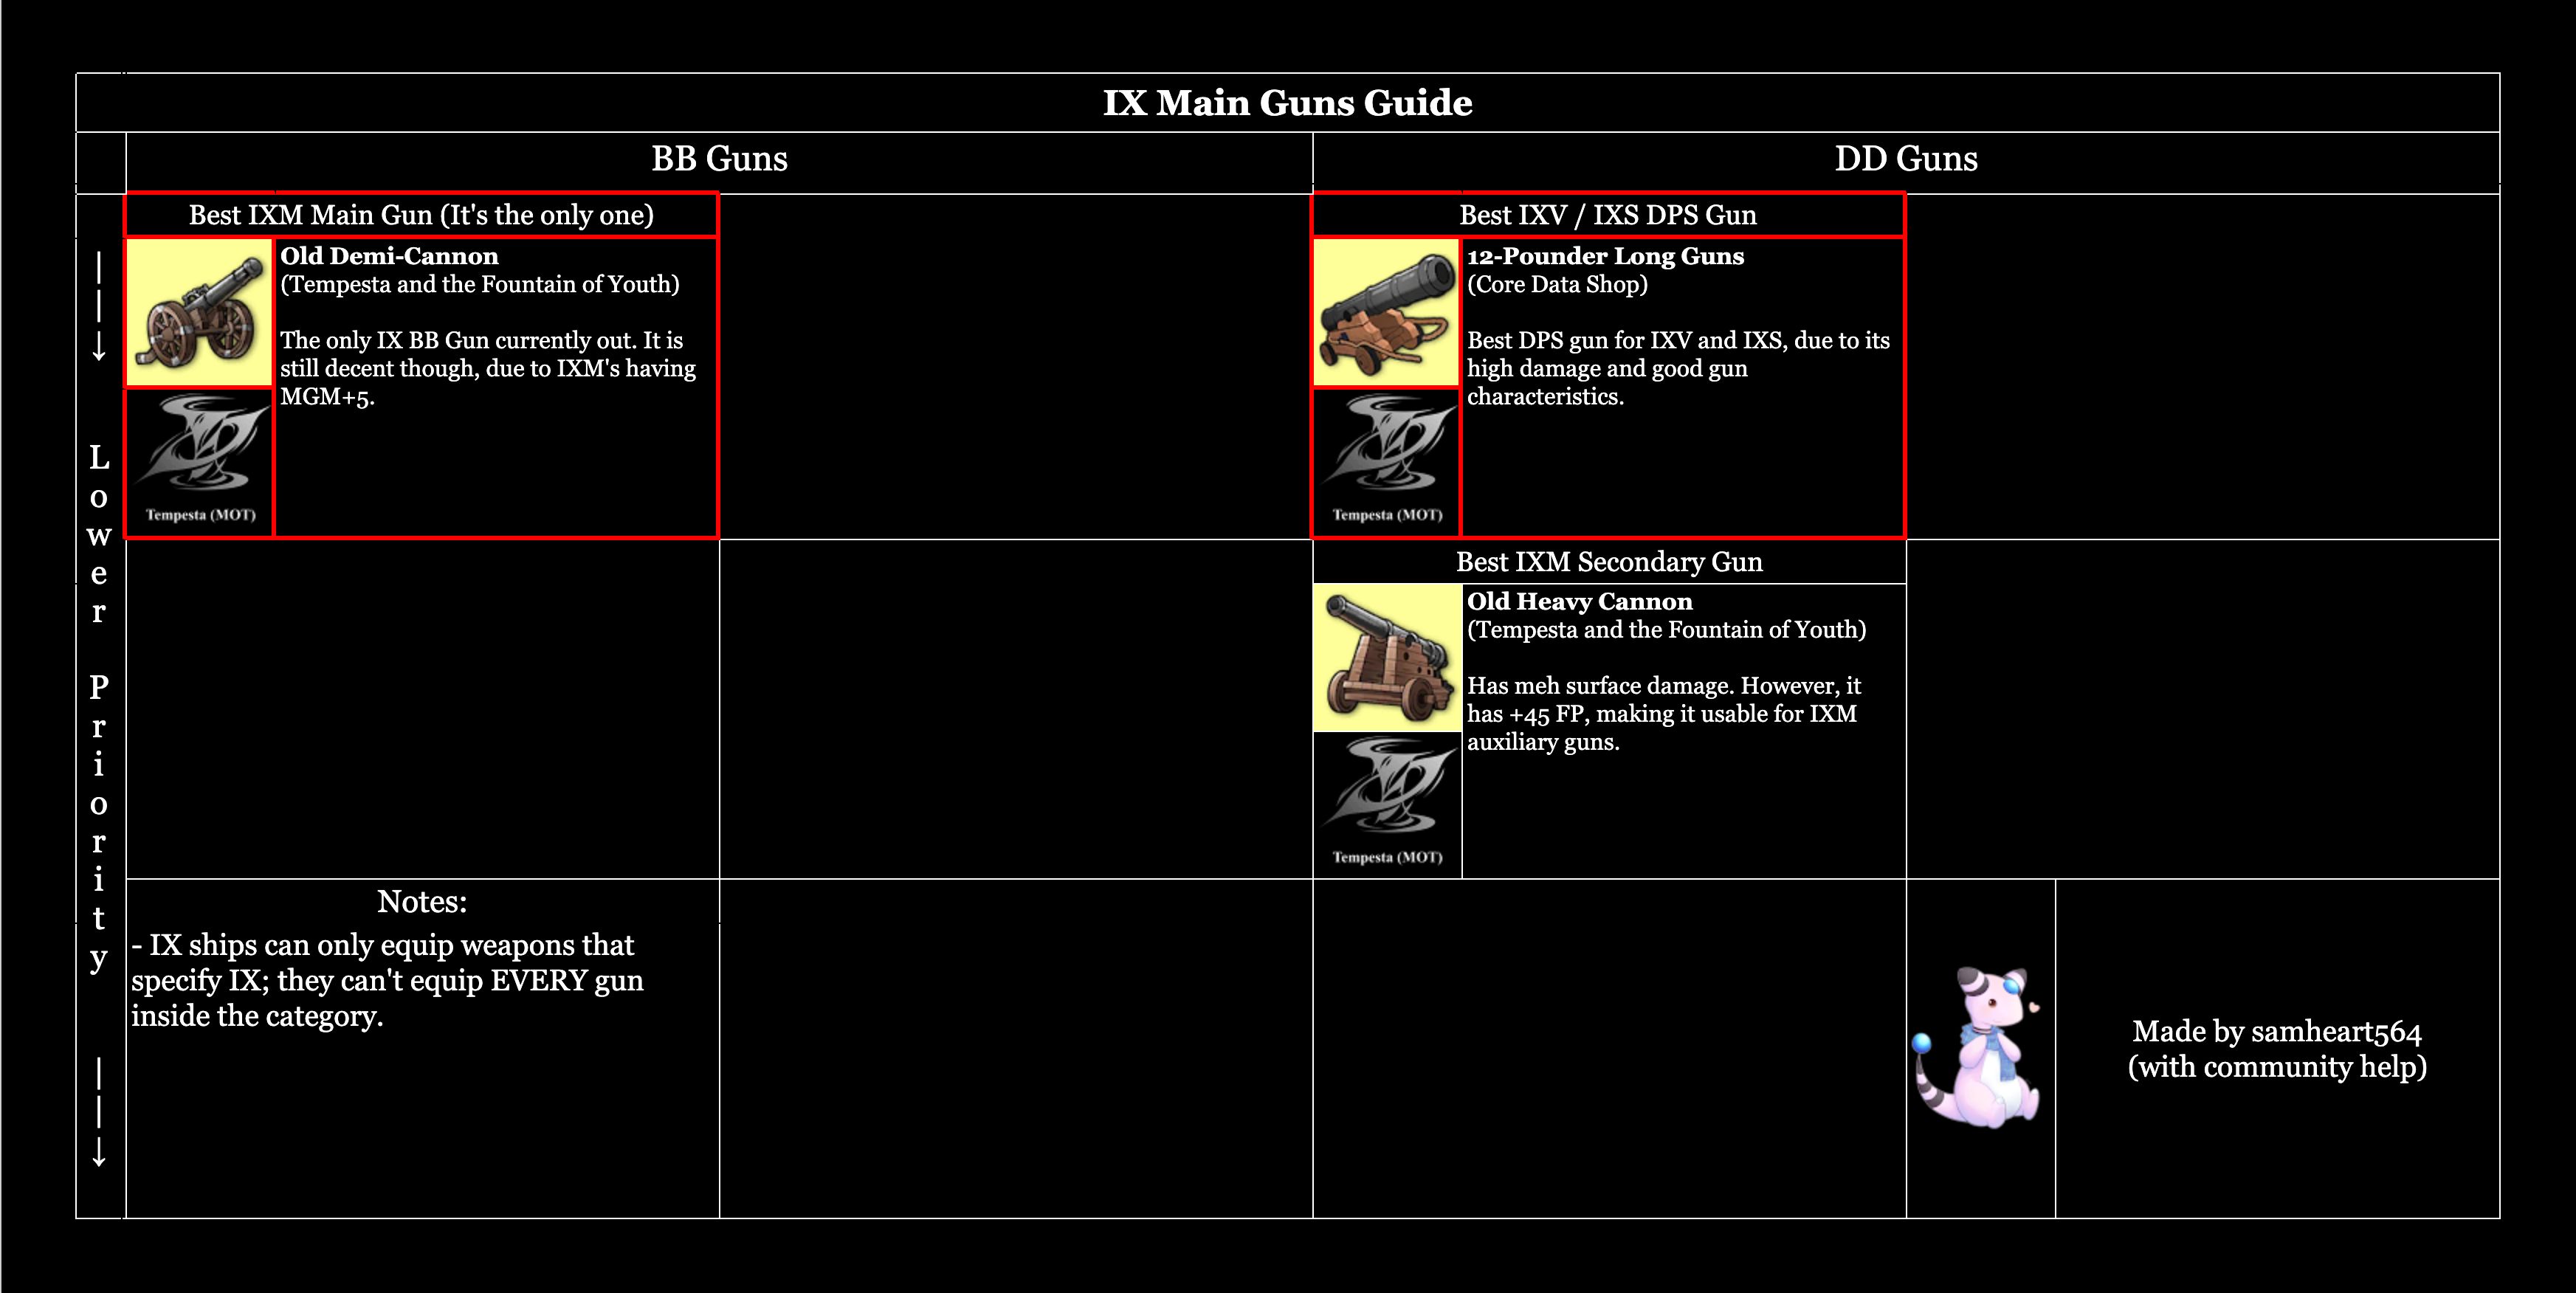 IX Main Guns Guide
BB Guns
DD Guns
Lower Priority
Best IXM Main Gun (It's the only one)
Old Demi-Cannon
(Tempesta and the Fountain of Youth)
The only IX BB Gun currently out. It is
still decent though, due to IXM's having
MGM+5.
Tempesta (MOT)
Best IXV / IXS DPS Gun
12-Pounder Long Guns
(Core Data Shop)
Best DPS gun for IXV and IXS, due to its
high damage and good gun
characteristics.
Tempesta (MOT)
Best IXM Secondary Gun
Old Heavy Cannon
(Tempesta and the Fountain of Youth)
Has meh surface damage. However, it
has +45 FP, making it usable for IXM
auxiliary guns.
Tempesta (MOT)
Notes:
- IX ships can only equip weapons that
specify IX; they can't equip EVERY gun
inside the category.
Made by samheart564
(with community help)